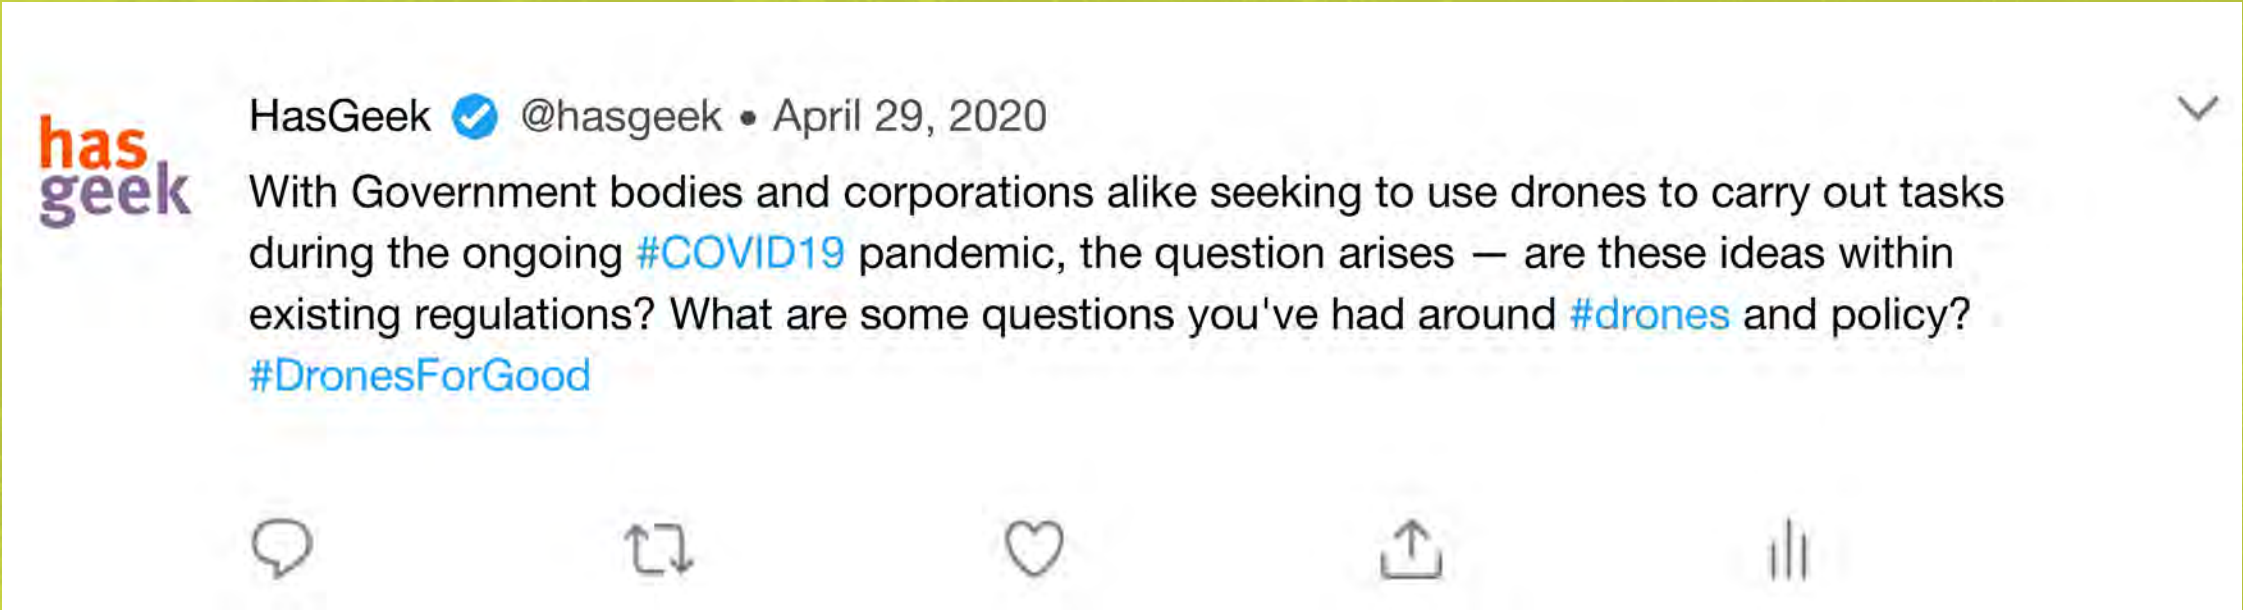 has
geek
HasGeek @hasgeek • April 29, 2020
With Government bodies and corporations alike seeking to use drones to carry out tasks
during the ongoing #COVID19 pandemic, the question arises — are these ideas within
existing regulations? What are some questions you've had around #drones and policy?
#DronesForGood